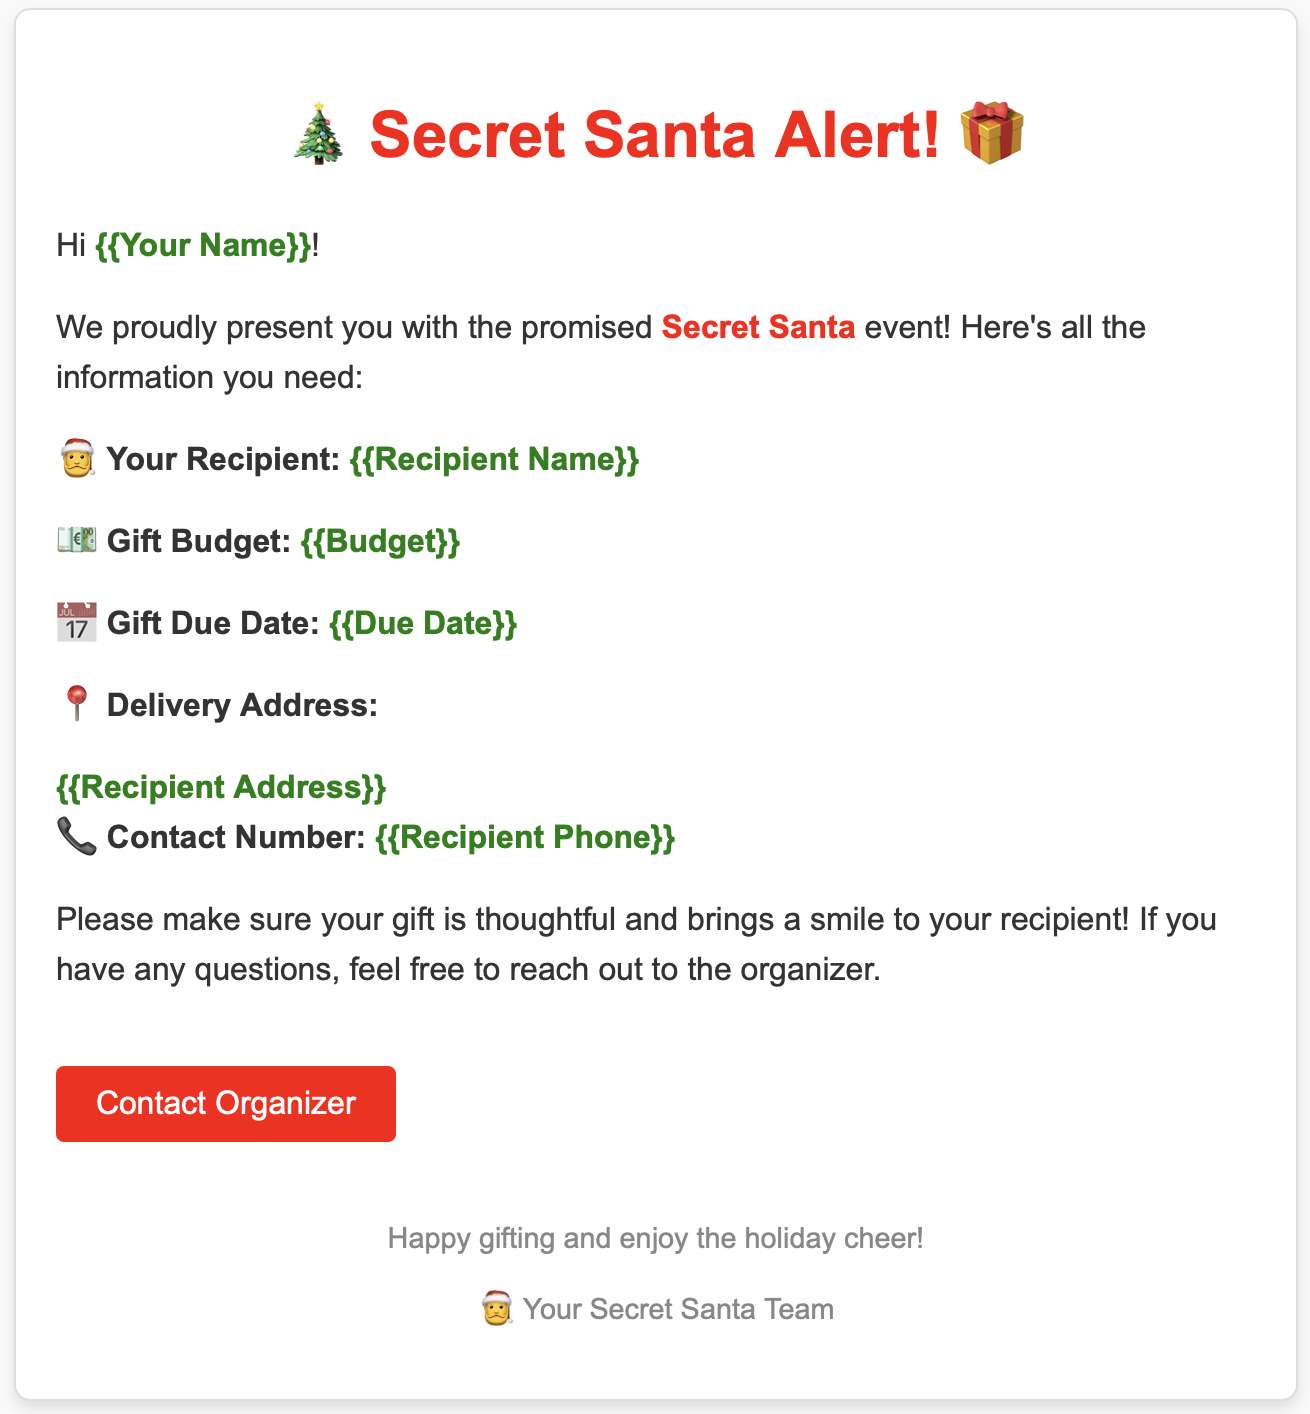 🎄 Secret Santa Alert! 🎁
Hi {{Your Name}}!
We proudly present you with the promised Secret Santa event! Here's all the
information you need:
🎅 Your Recipient: {{Recipient Name}}
💶 Gift Budget: {{Budget}}
📅 Gift Due Date: {{Due Date}}
📍 Delivery Address:
{{Recipient Address}}
📞 Contact Number: {{Recipient Phone}}
Please make sure your gift is thoughtful and brings a smile to your recipient! If you
have any questions, feel free to reach out to the organizer.
Contact Organizer
Happy gifting and enjoy the holiday cheer!
🎅 Your Secret Santa Team